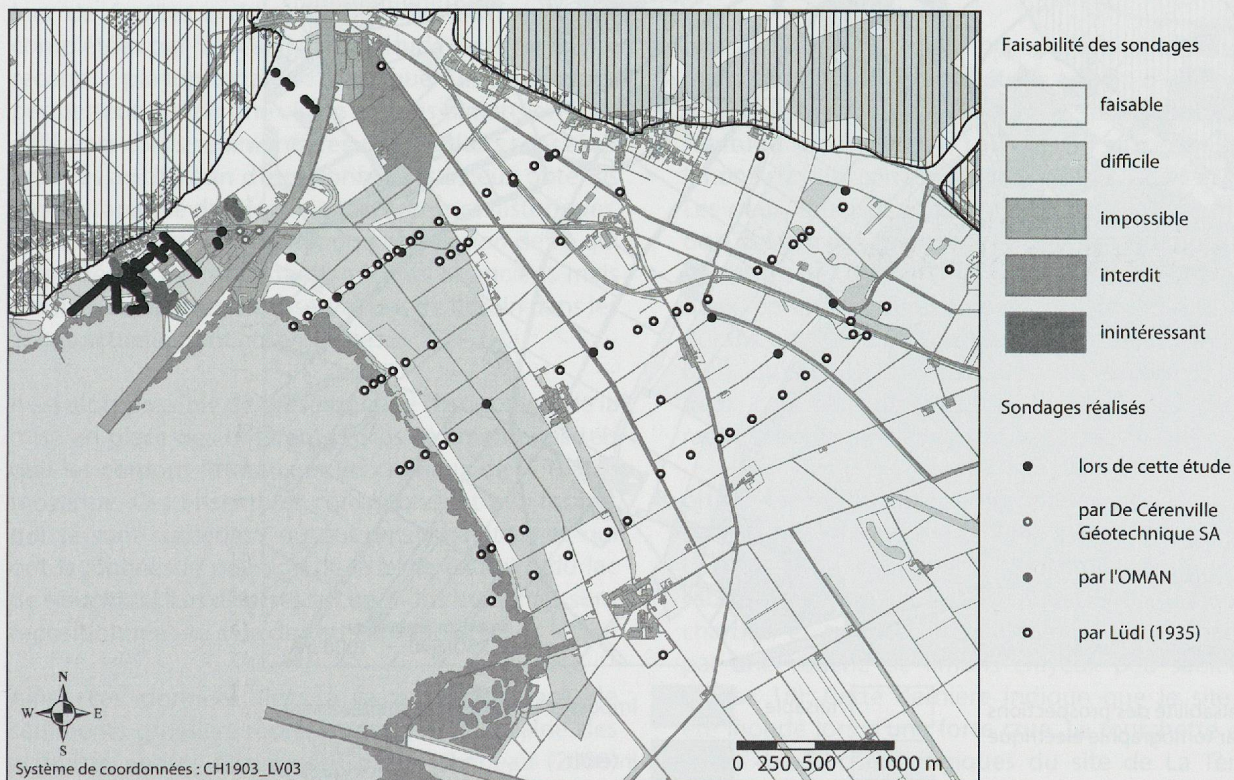 Faisabilité des sondages
faisable
difficile
impossible
interdit
inintéressant
Sondages réalisés
lors de cette étude
par De Cérenville
Géotechnique SA
par l'OMAN
par Lüdi (1935)
N
W E
S
Système de coordonnées : CH1903_LV03
0 250 500 1000 m